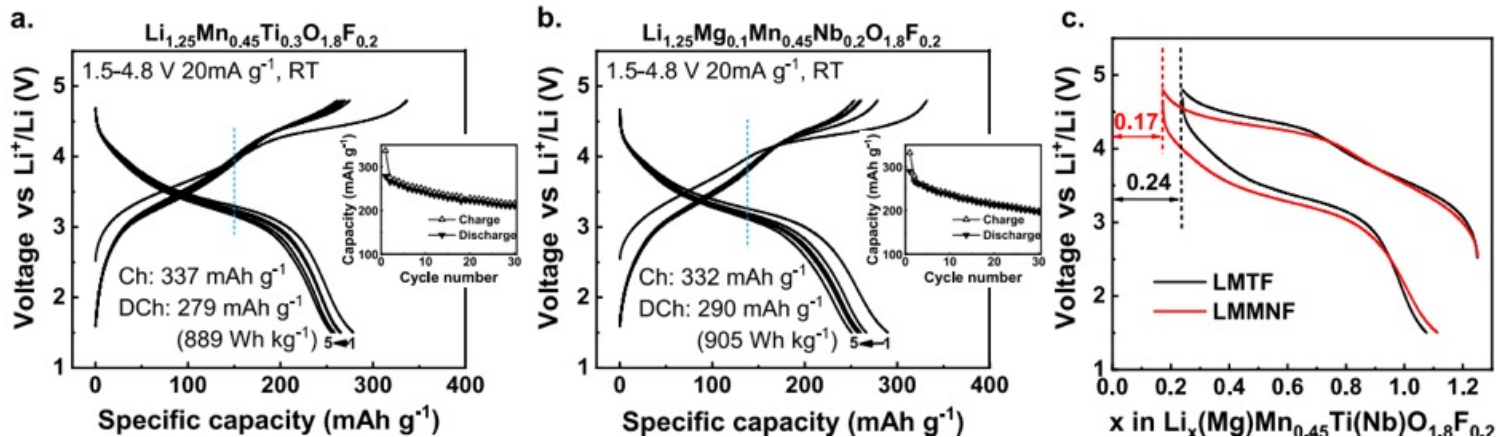 a.
Li1.25Mn0.45Ti0.3O1.8F0.2
1.5-4.8 V 20mA g-1, RT
Voltage vs Li+/Li (V)
5
4
3
2
1
Ch: 337 mAh g-1
DCh: 279 mAh g-1
(889 Wh kg-1)
5 1
0 100 200 300 400
Specific capacity (mAh g-1)
Capacity (mAh g-1)
300
200
100
Charge
Discharge
0 10 20 30
Cycle number
b.
Li1.25Mg0.1Mn0.45Nb0.2O1.8F0.2
1.5-4.8 V 20mA g-1, RT
Voltage vs Li+/Li (V)
5
4
3
2
1
Ch: 332 mAh g-1
DCh: 290 mAh g-1
(905 Wh kg-1)
5 1
0 100 200 300 400
Specific capacity (mAh g-1)
Capacity (mAh g-1)
300
200
100
Charge
Discharge
0 10 20 30
Cycle number
c.
Voltage vs Li+/Li (V)
5
4
3
2
1
0.17
0.24
LMTF
LMMNF
0.0 0.2 0.4 0.6 0.8 1.0 1.2
x in Lix(Mg)Mn0.45Ti(Nb)O1.8F0.2